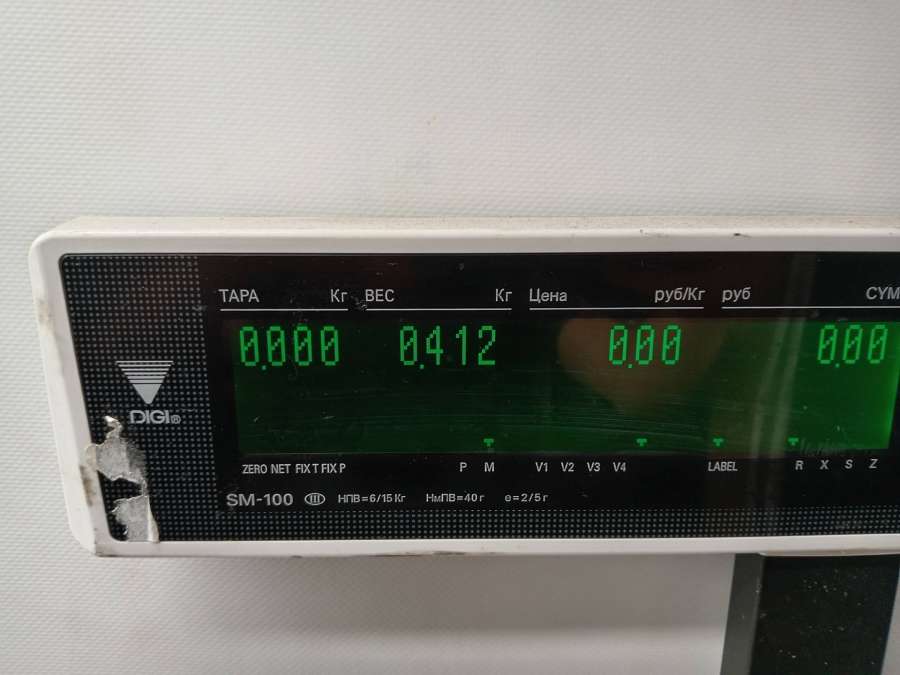 ТАРА Кг ВЕС Кг Цена руб/Кг руб СУМ
0.000 0.412 0.00 0.00
DIGI®
ZERO NET FIX T FIX P P M V1 V2 V3 V4 LABEL R X S Z
SM-100 III НПВ=6/15Кг НмПВ=40г e=2/5г